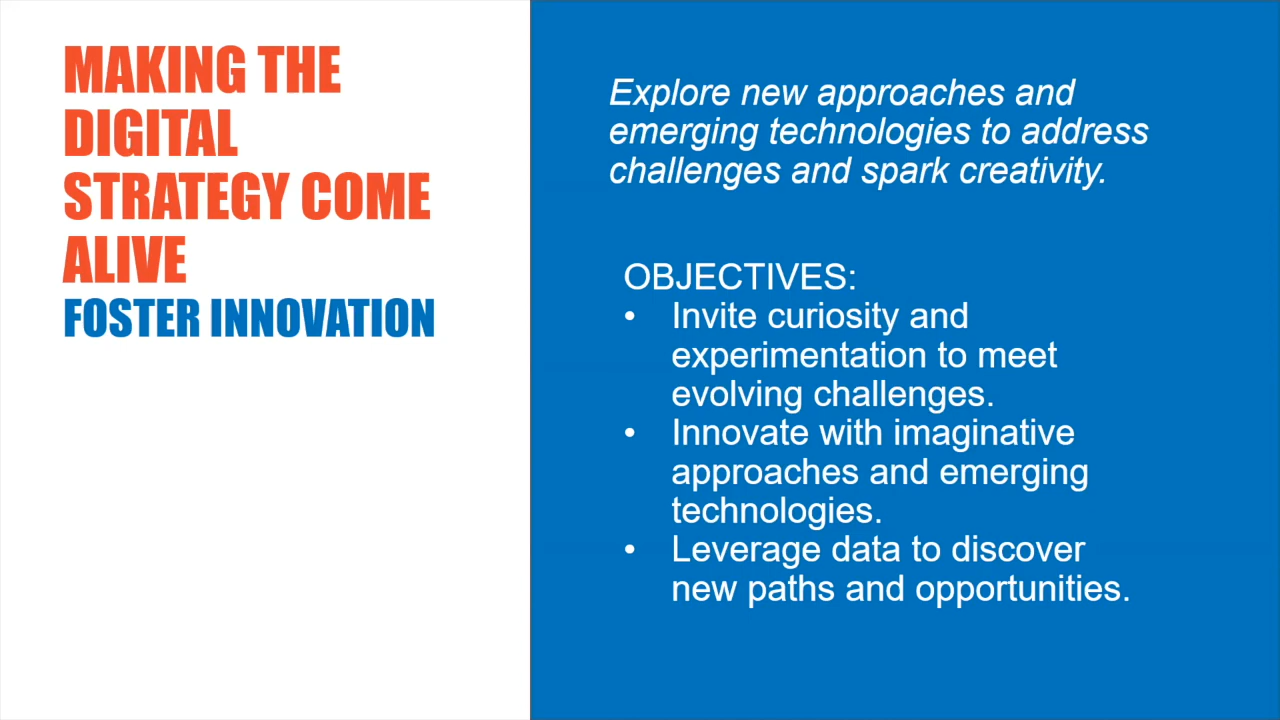 MAKING THE
DIGITAL
STRATEGY COME
ALIVE
FOSTER INNOVATION
Explore new approaches and
emerging technologies to address
challenges and spark creativity.
OBJECTIVES:
• Invite curiosity and
experimentation to meet
evolving challenges.
• Innovate with imaginative
approaches and emerging
technologies.
• Leverage data to discover
new paths and opportunities.